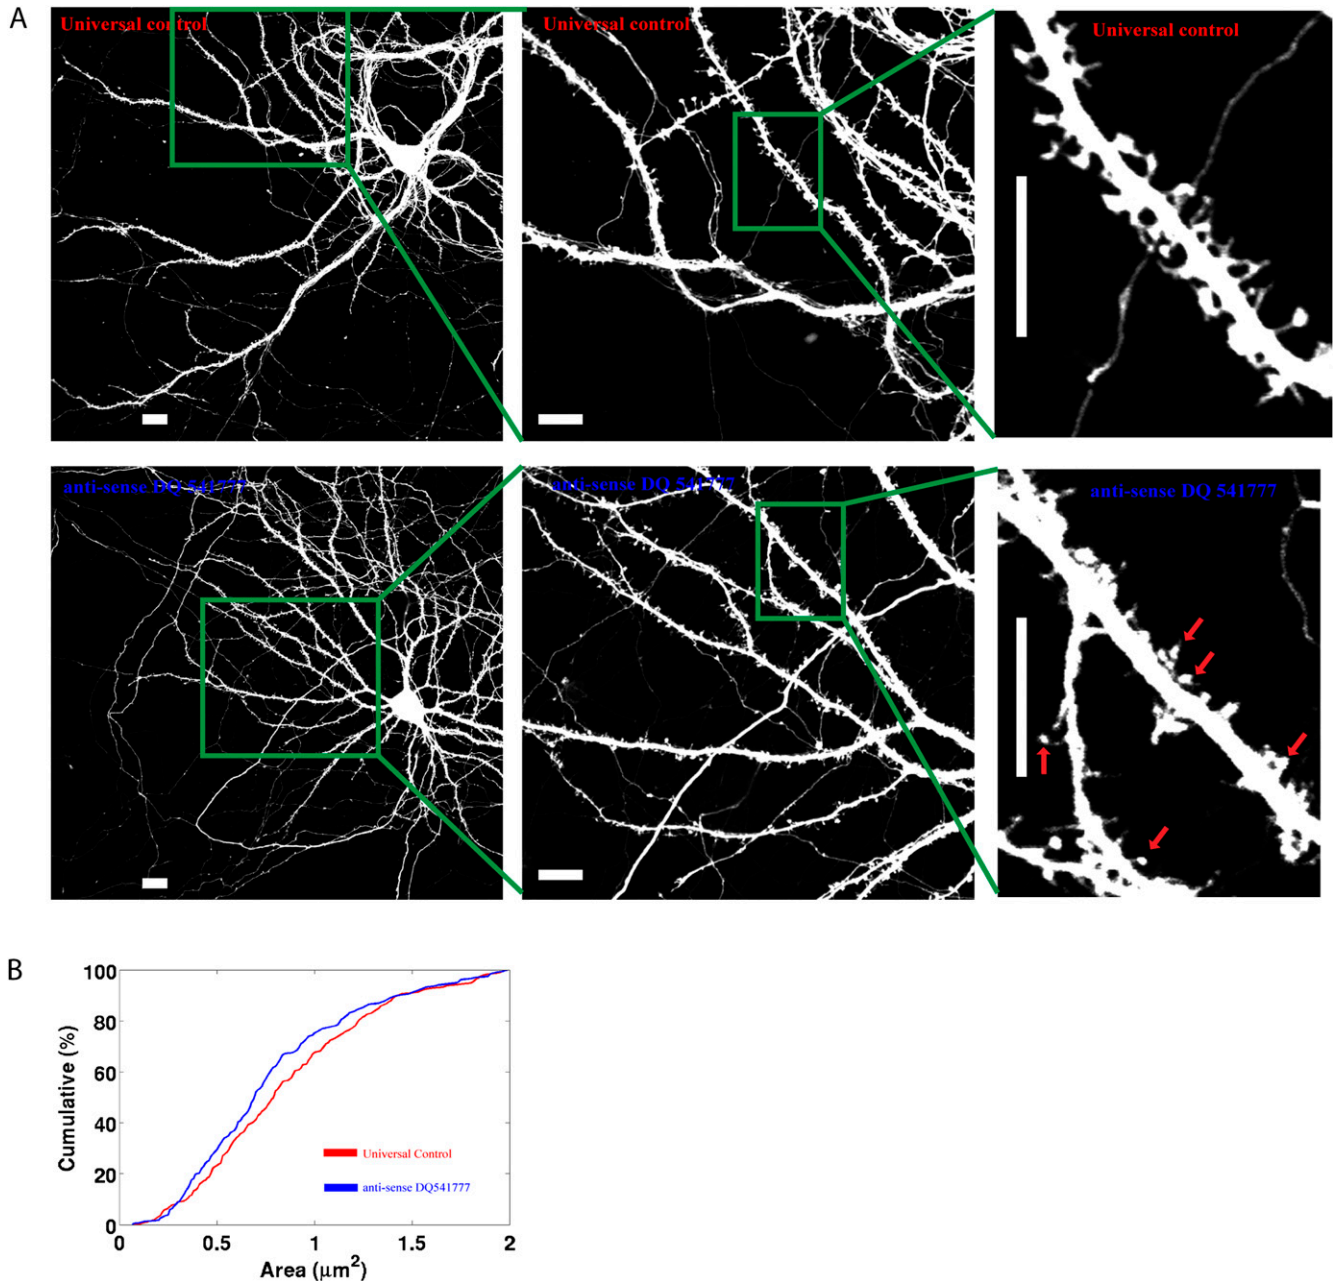 A
Universal control
Universal control
Universal control
anti-sense DQ 541777
anti-sense DQ 541777
anti-sense DQ 541777
B
100
80
60
40
20
0
Cumulative (%)
Universal Control
anti-sense DQ541777
0
0.5
1
1.5
2
Area (μm²)